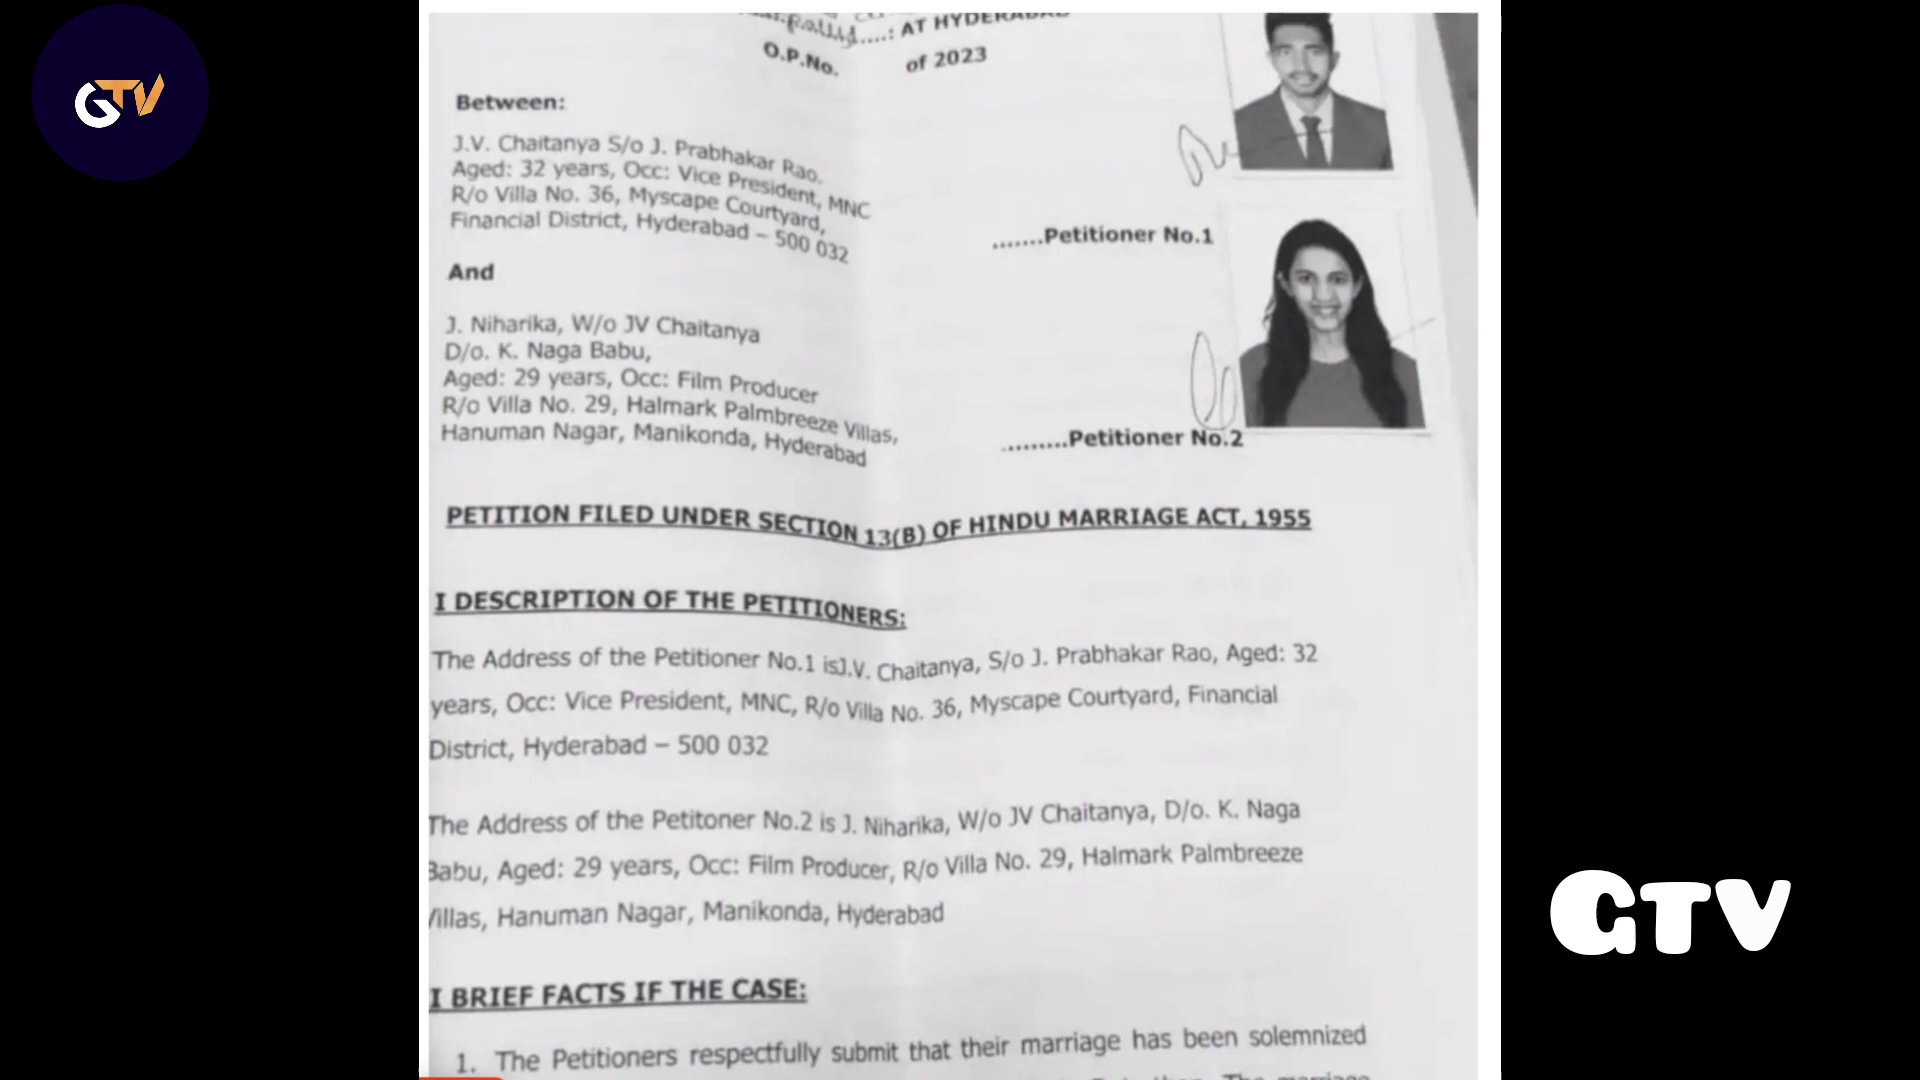 GTV
AT HYDERABAD
O.P.No. of 2023
Between:
J.V. Chaitanya S/o J. Prabhakar Rao.
Aged: 32 years, Occ: Vice President, MNC
R/o Villa No. 36, Myscape Courtyard,
Financial District, Hyderabad – 500 032
.......Petitioner No.1
And
J. Niharika, W/o JV Chaitanya
D/o. K. Naga Babu,
Aged: 29 years, Occ: Film Producer
R/o Villa No. 29, Halmark Palmbreeze Villas,
Hanuman Nagar, Manikonda, Hyderabad
.........Petitioner No.2
PETITION FILED UNDER SECTION 13(B) OF HINDU MARRIAGE ACT, 1955
I DESCRIPTION OF THE PETITIONERS:
The Address of the Petitioner No.1 isJ.V. Chaitanya, S/o J. Prabhakar Rao, Aged: 32
years, Occ: Vice President, MNC, R/o Villa No. 36, Myscape Courtyard, Financial
District, Hyderabad – 500 032
The Address of the Petitoner No.2 is J. Niharika, W/o JV Chaitanya, D/o. K. Naga
Babu, Aged: 29 years, Occ: Film Producer, R/o Villa No. 29, Halmark Palmbreeze
Villas, Hanuman Nagar, Manikonda, Hyderabad
I BRIEF FACTS IF THE CASE:
1. The Petitioners respectfully submit that their marriage has been solemnized
GTV